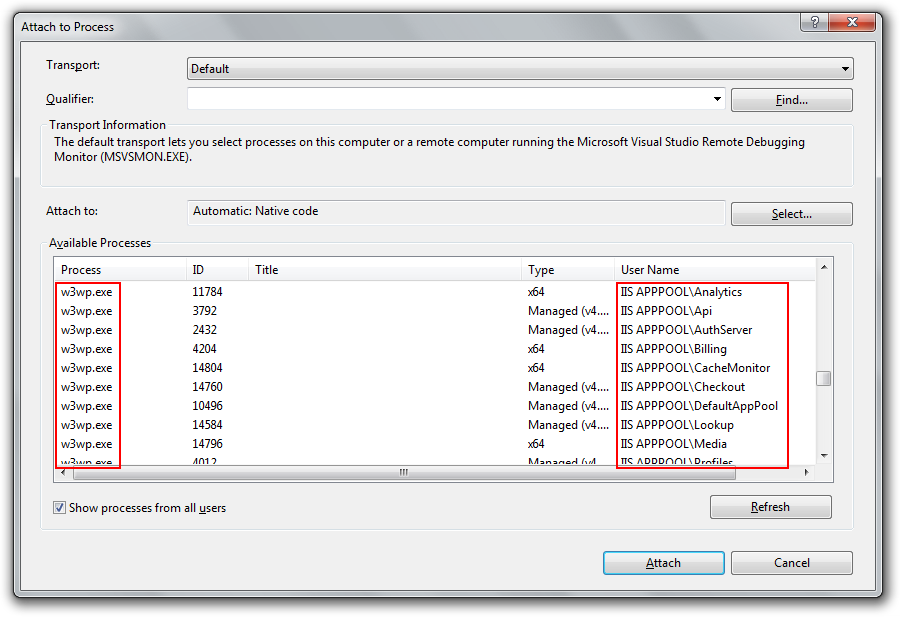 Attach to Process
Transport: Default
Qualifier: Find...
Transport Information
The default transport lets you select processes on this computer or a remote computer running the Microsoft Visual Studio Remote Debugging
Monitor (MSVSMON.EXE).
Attach to: Automatic: Native code Select...
Available Processes
Process ID Title Type User Name
w3wp.exe 11784 x64 IIS APPPOOL\Analytics
w3wp.exe 3792 Managed (v4.... IIS APPPOOL\Api
w3wp.exe 2432 Managed (v4.... IIS APPPOOL\AuthServer
w3wp.exe 4204 x64 IIS APPPOOL\Billing
w3wp.exe 14804 x64 IIS APPPOOL\CacheMonitor
w3wp.exe 14760 Managed (v4.... IIS APPPOOL\Checkout
w3wp.exe 10496 Managed (v4.... IIS APPPOOL\DefaultAppPool
w3wp.exe 14584 Managed (v4.... IIS APPPOOL\Lookup
w3wp.exe 14796 x64 IIS APPPOOL\Media
w3wp.exe 4012 Managed (v4.... IIS APPPOOL\Profiles
Show processes from all users Refresh
Attach Cancel